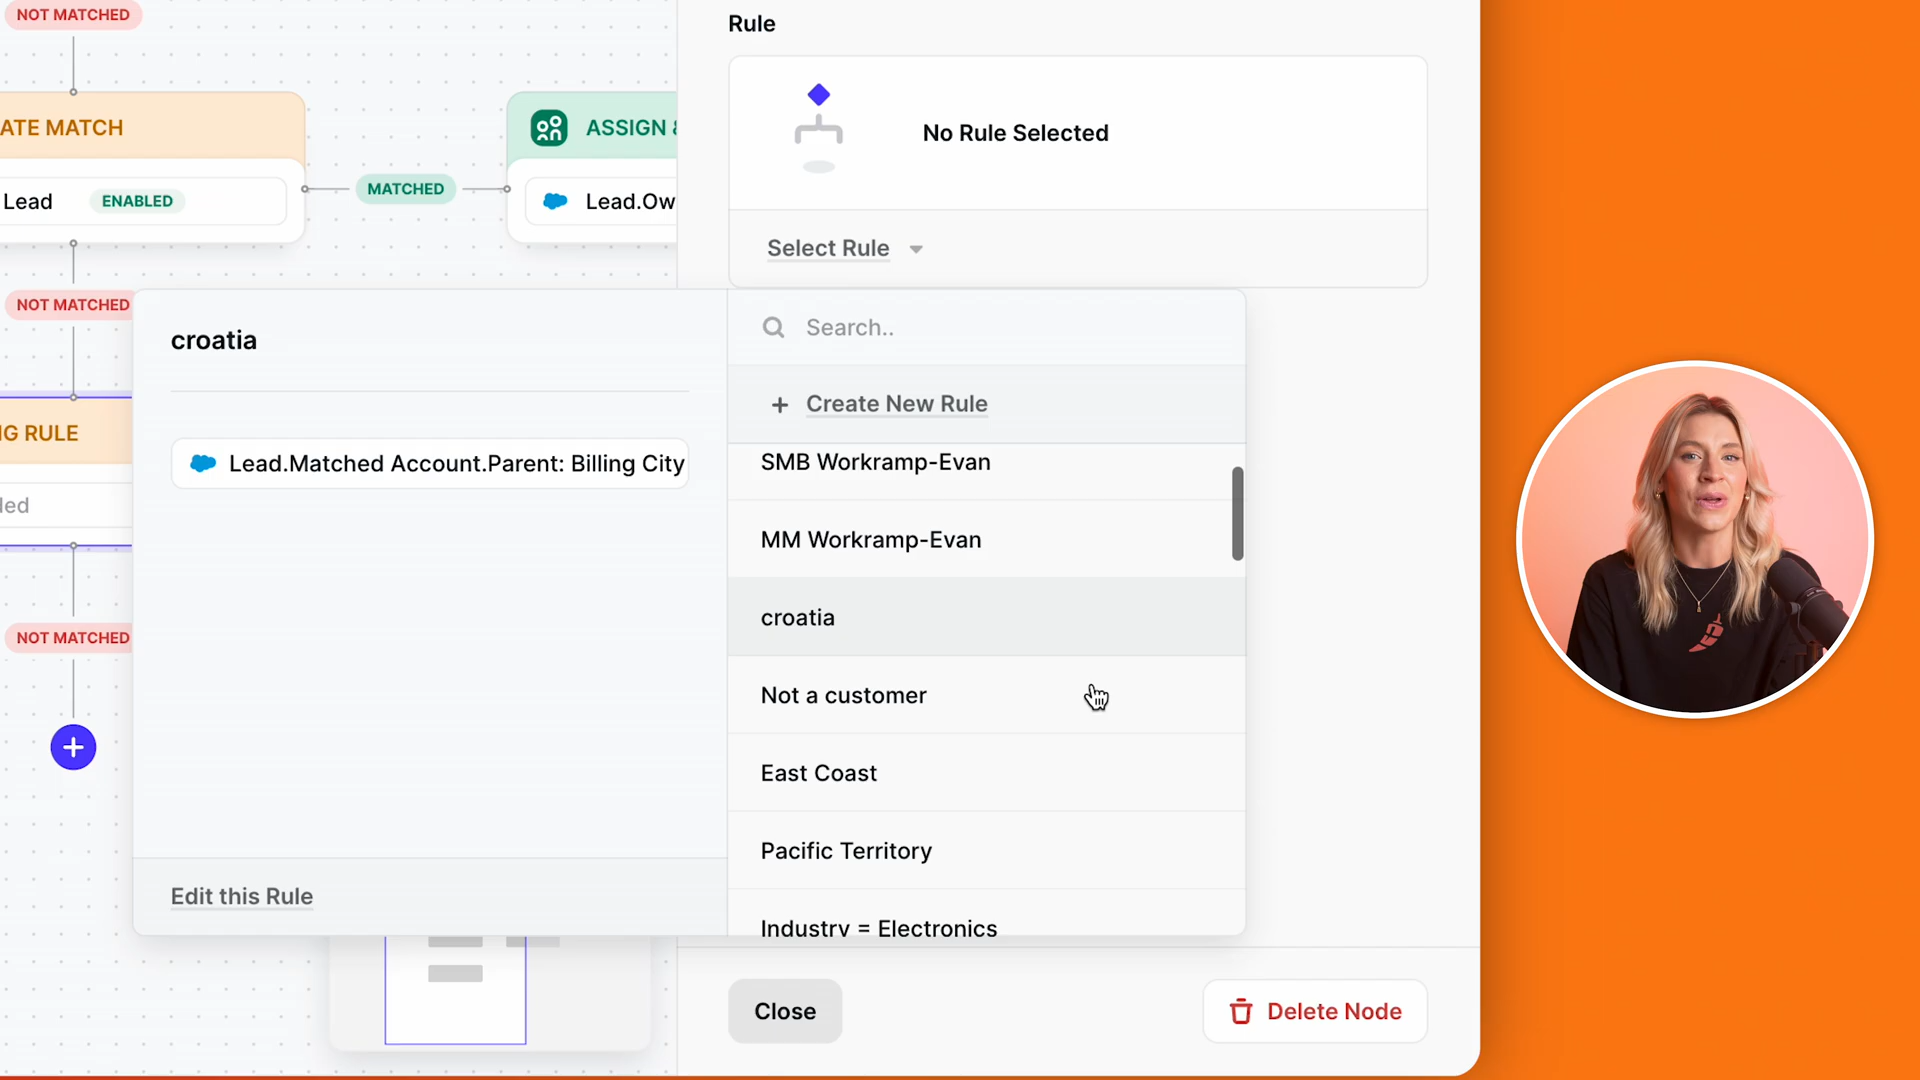 NOT MATCHED
ATE MATCH
Lead
ENABLED
MATCHED
ASSIGN &
Lead.Ow
NOT MATCHED
G RULE
led
NOT MATCHED
Rule
No Rule Selected
Select Rule
croatia
Lead.Matched Account.Parent: Billing City
Edit this Rule
Search..
Create New Rule
SMB Workramp-Evan
MM Workramp-Evan
croatia
Not a customer
East Coast
Pacific Territory
Industry = Electronics
Close
Delete Node